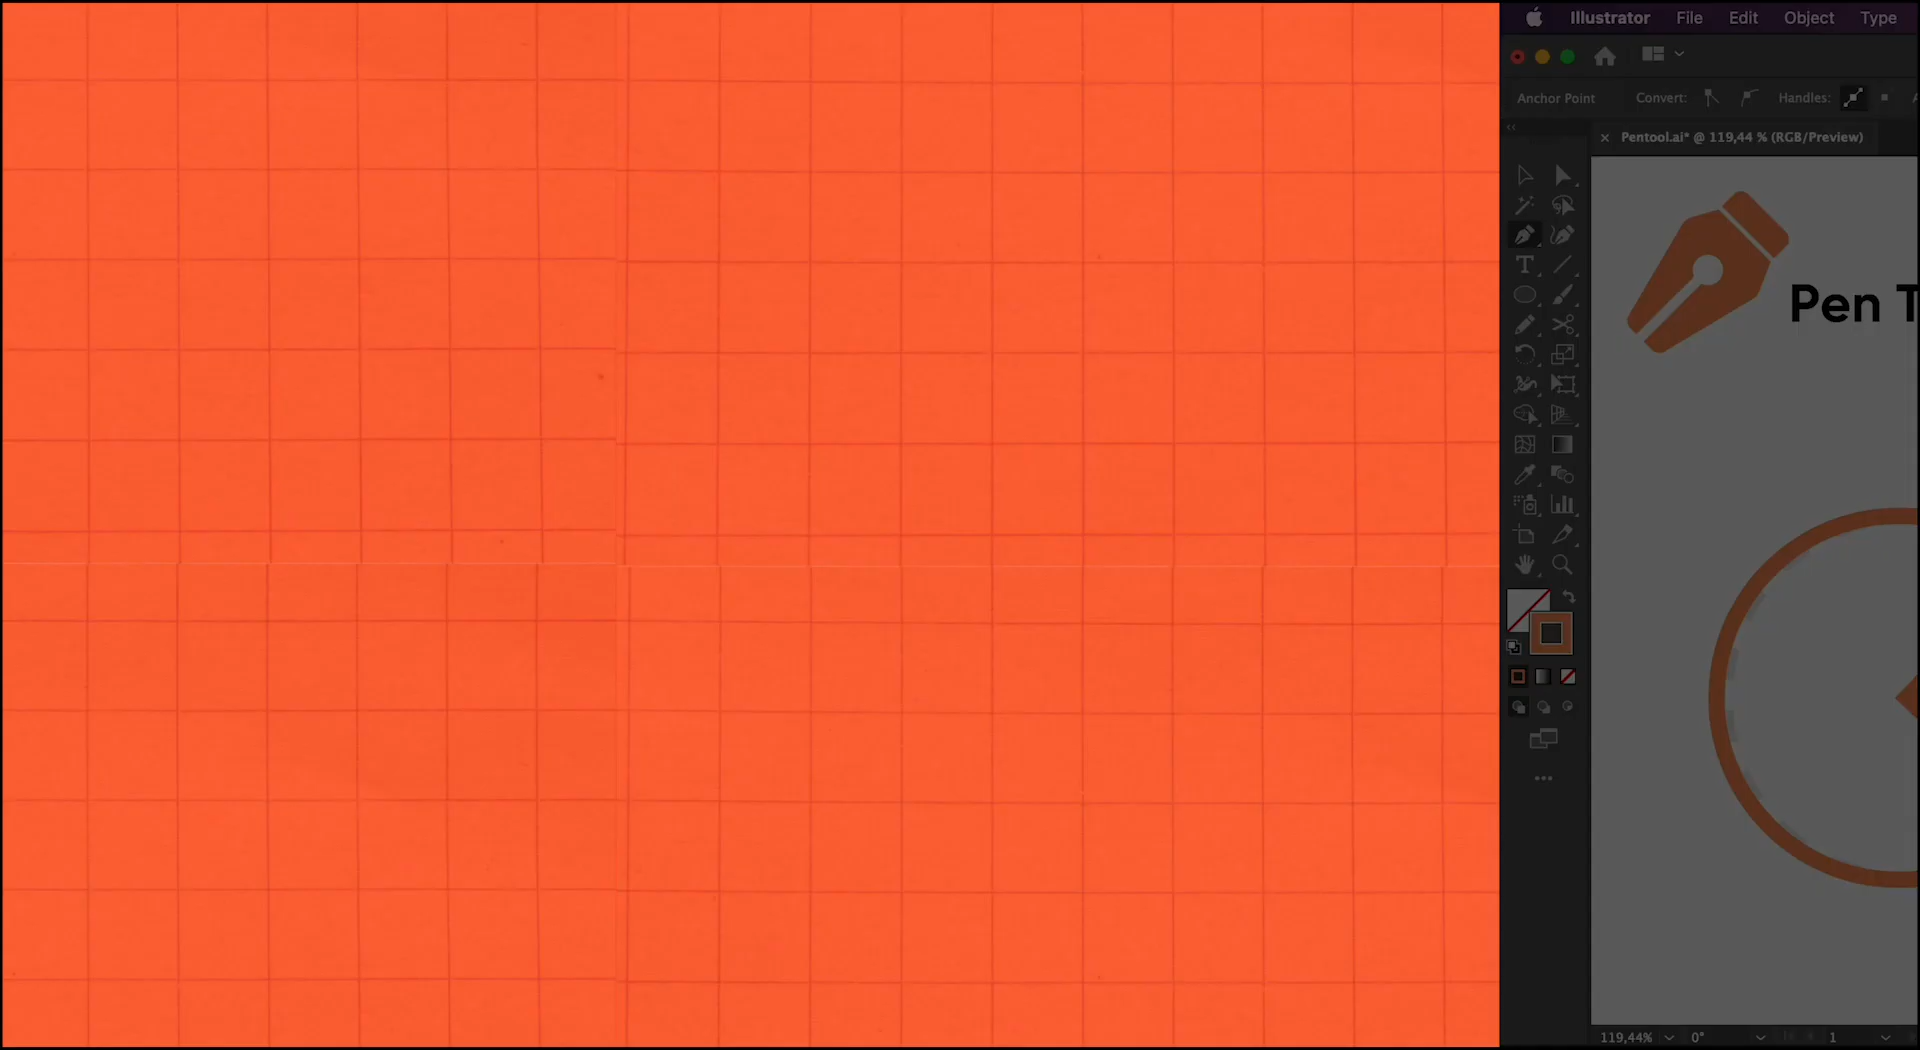 Illustrator File Edit Object Type
Anchor Point Convert: Handles:
Pentool.ai* @ 119,44 % (RGB/Preview)
Pen T
119,44% 0° 1